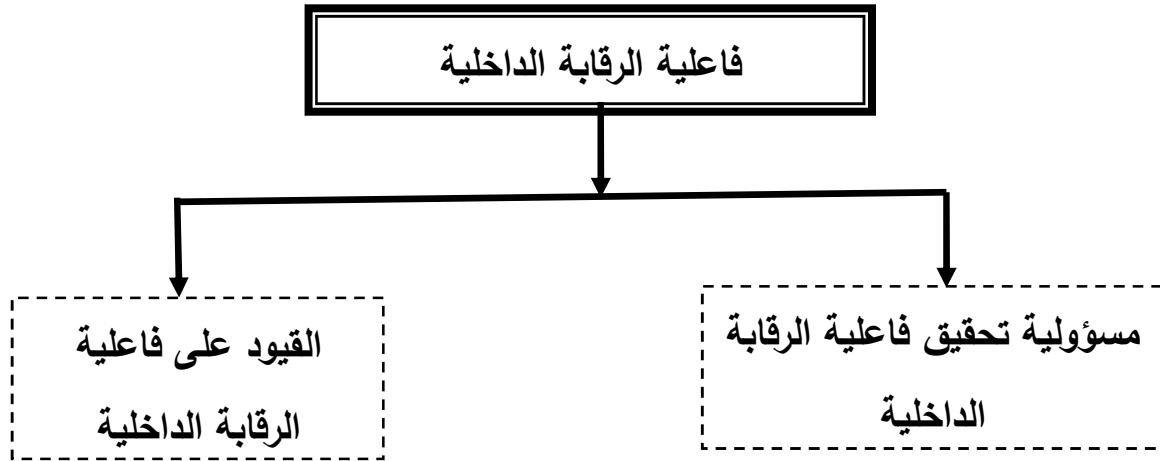 فاعلية الرقابة الداخلية
مسؤولية تحقيق فاعلية الرقابة
الداخلية
القيود على فاعلية
الرقابة الداخلية